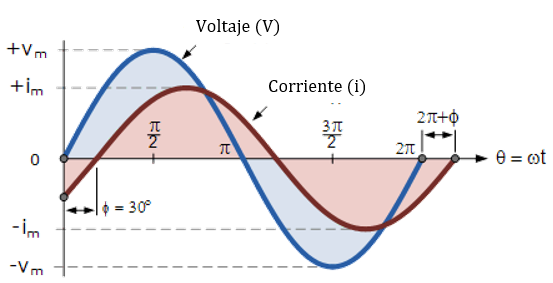 Voltaje (V)
+vm
+im
Corriente (i)
π/2
π
3π/2
2π
2π+ϕ
0
θ = ωt
ϕ = 30°
-im
-vm